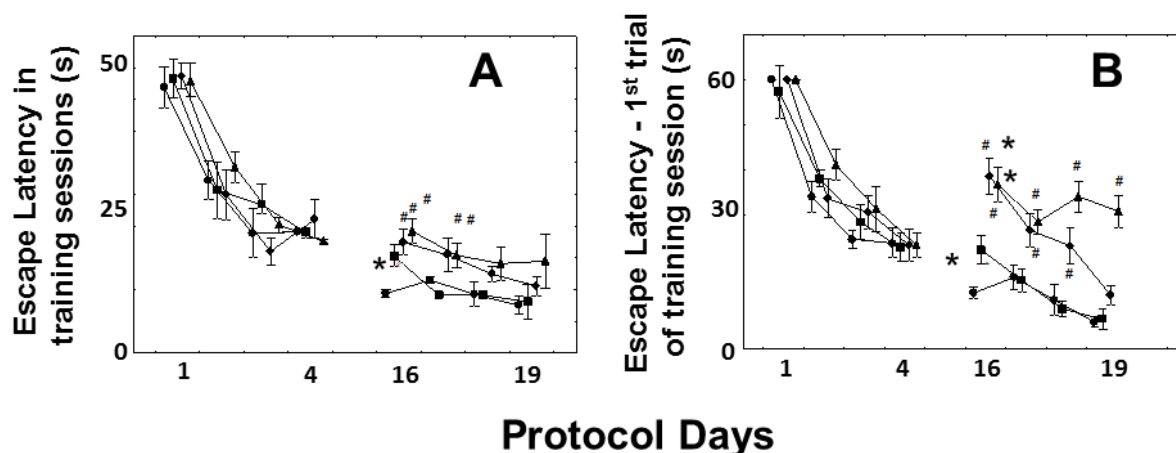 Escape Latency in
training sessions (s)
A
50
25
0
# # #
# #
*
1 4 16 19
Escape Latency - 1st trial
of training session (s)
B
60
30
0
# *
*
# #
#
#
# #
*
1 4 16 19
Protocol Days